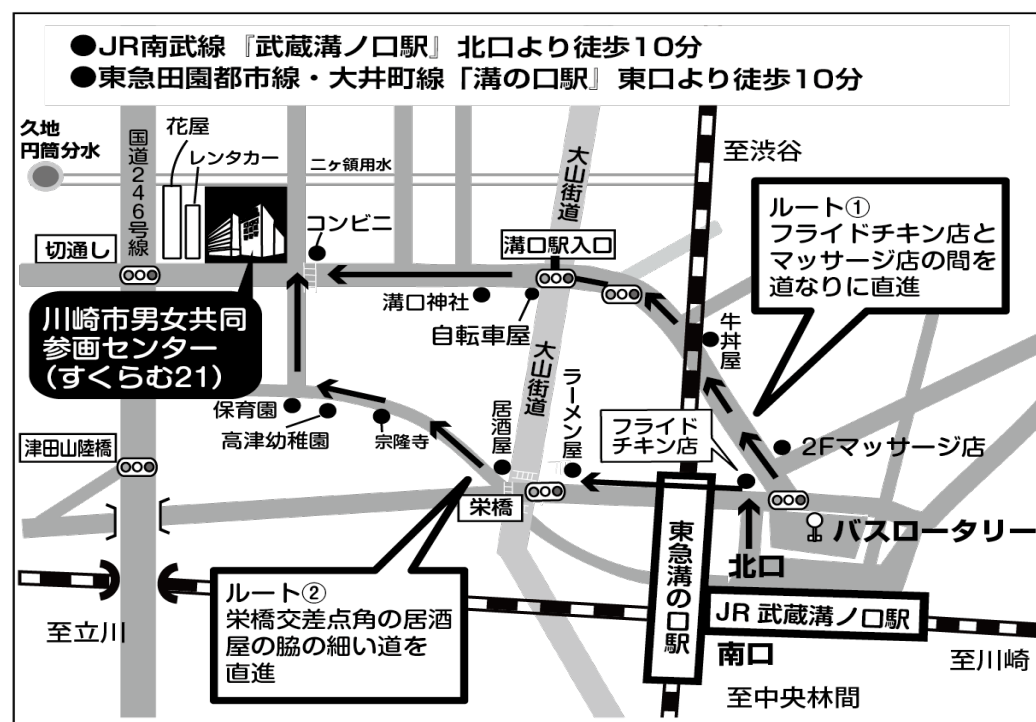 ●JR南武線『武蔵溝ノ口駅』北口より徒歩10分
●東急田園都市線・大井町線「溝の口駅』東口より徒歩10分
久地
円筒分水
国道246号線
花屋
レンタカー
二ヶ領用水
大山街道
至渋谷
コンビニ
切通し
溝口駅入口
ルート①
フライドチキン店と
マッサージ店の間を
道なりに直進
溝口神社
自転車屋
牛丼屋
川崎市男女共同
参画センター
(すくらむ21)
大山街道
ラーメン屋
居酒屋
保育園
高津幼稚園
宗隆寺
フライド
チキン店
2Fマッサージ店
津田山陸橋
栄橋
バスロータリー
北口
東急溝の口駅
ルート②
栄橋交差点角の居酒
屋の脇の細い道を
直進
JR 武蔵溝ノ口駅
至立川
南口
至川崎
至中央林間